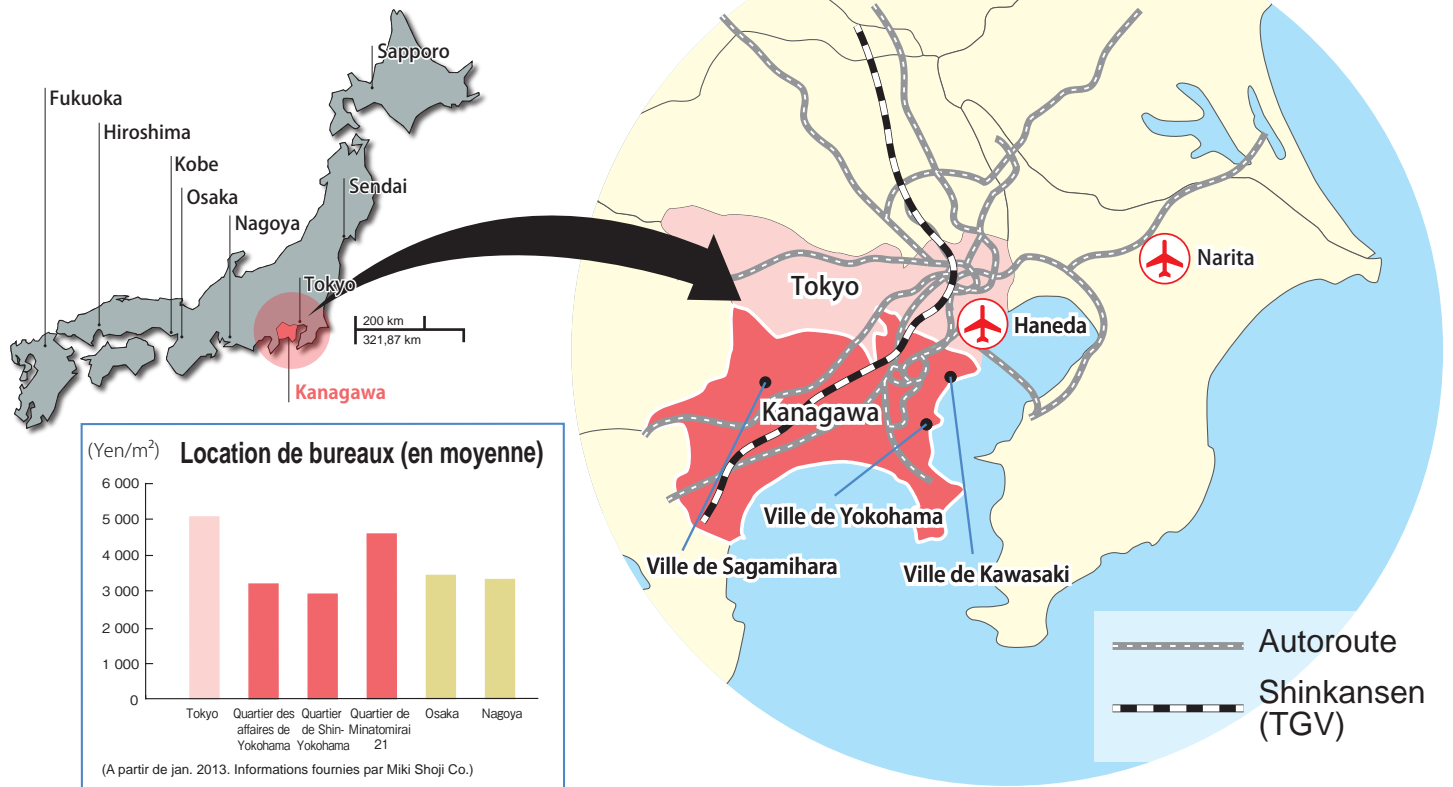 Sapporo
Fukuoka
Hiroshima
Kobe
Sendai
Osaka
Nagoya
Tokyo
200 km
321,87 km
Kanagawa
Narita
Tokyo
Haneda
Kanagawa
Ville de Yokohama
Ville de Sagamihara
Ville de Kawasaki
Autoroute
Shinkansen
(TGV)
(Yen/m²) Location de bureaux (en moyenne)
6 000
5 000
4 000
3 000
2 000
1 000
0
Tokyo
Quartier des
affaires de
Yokohama
Quartier
de Shin-
Yokohama
Quartier de
Minatomirai
21
Osaka
Nagoya
(A partir de jan. 2013. Informations fournies par Miki Shoji Co.)